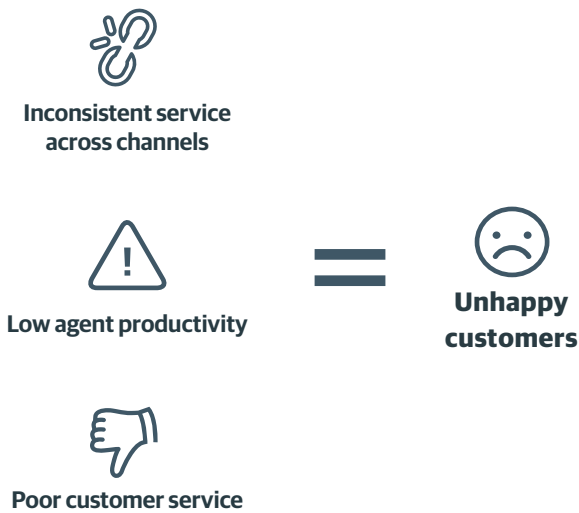 Inconsistent service
across channels
!
Low agent productivity
=
Unhappy
customers
Poor customer service